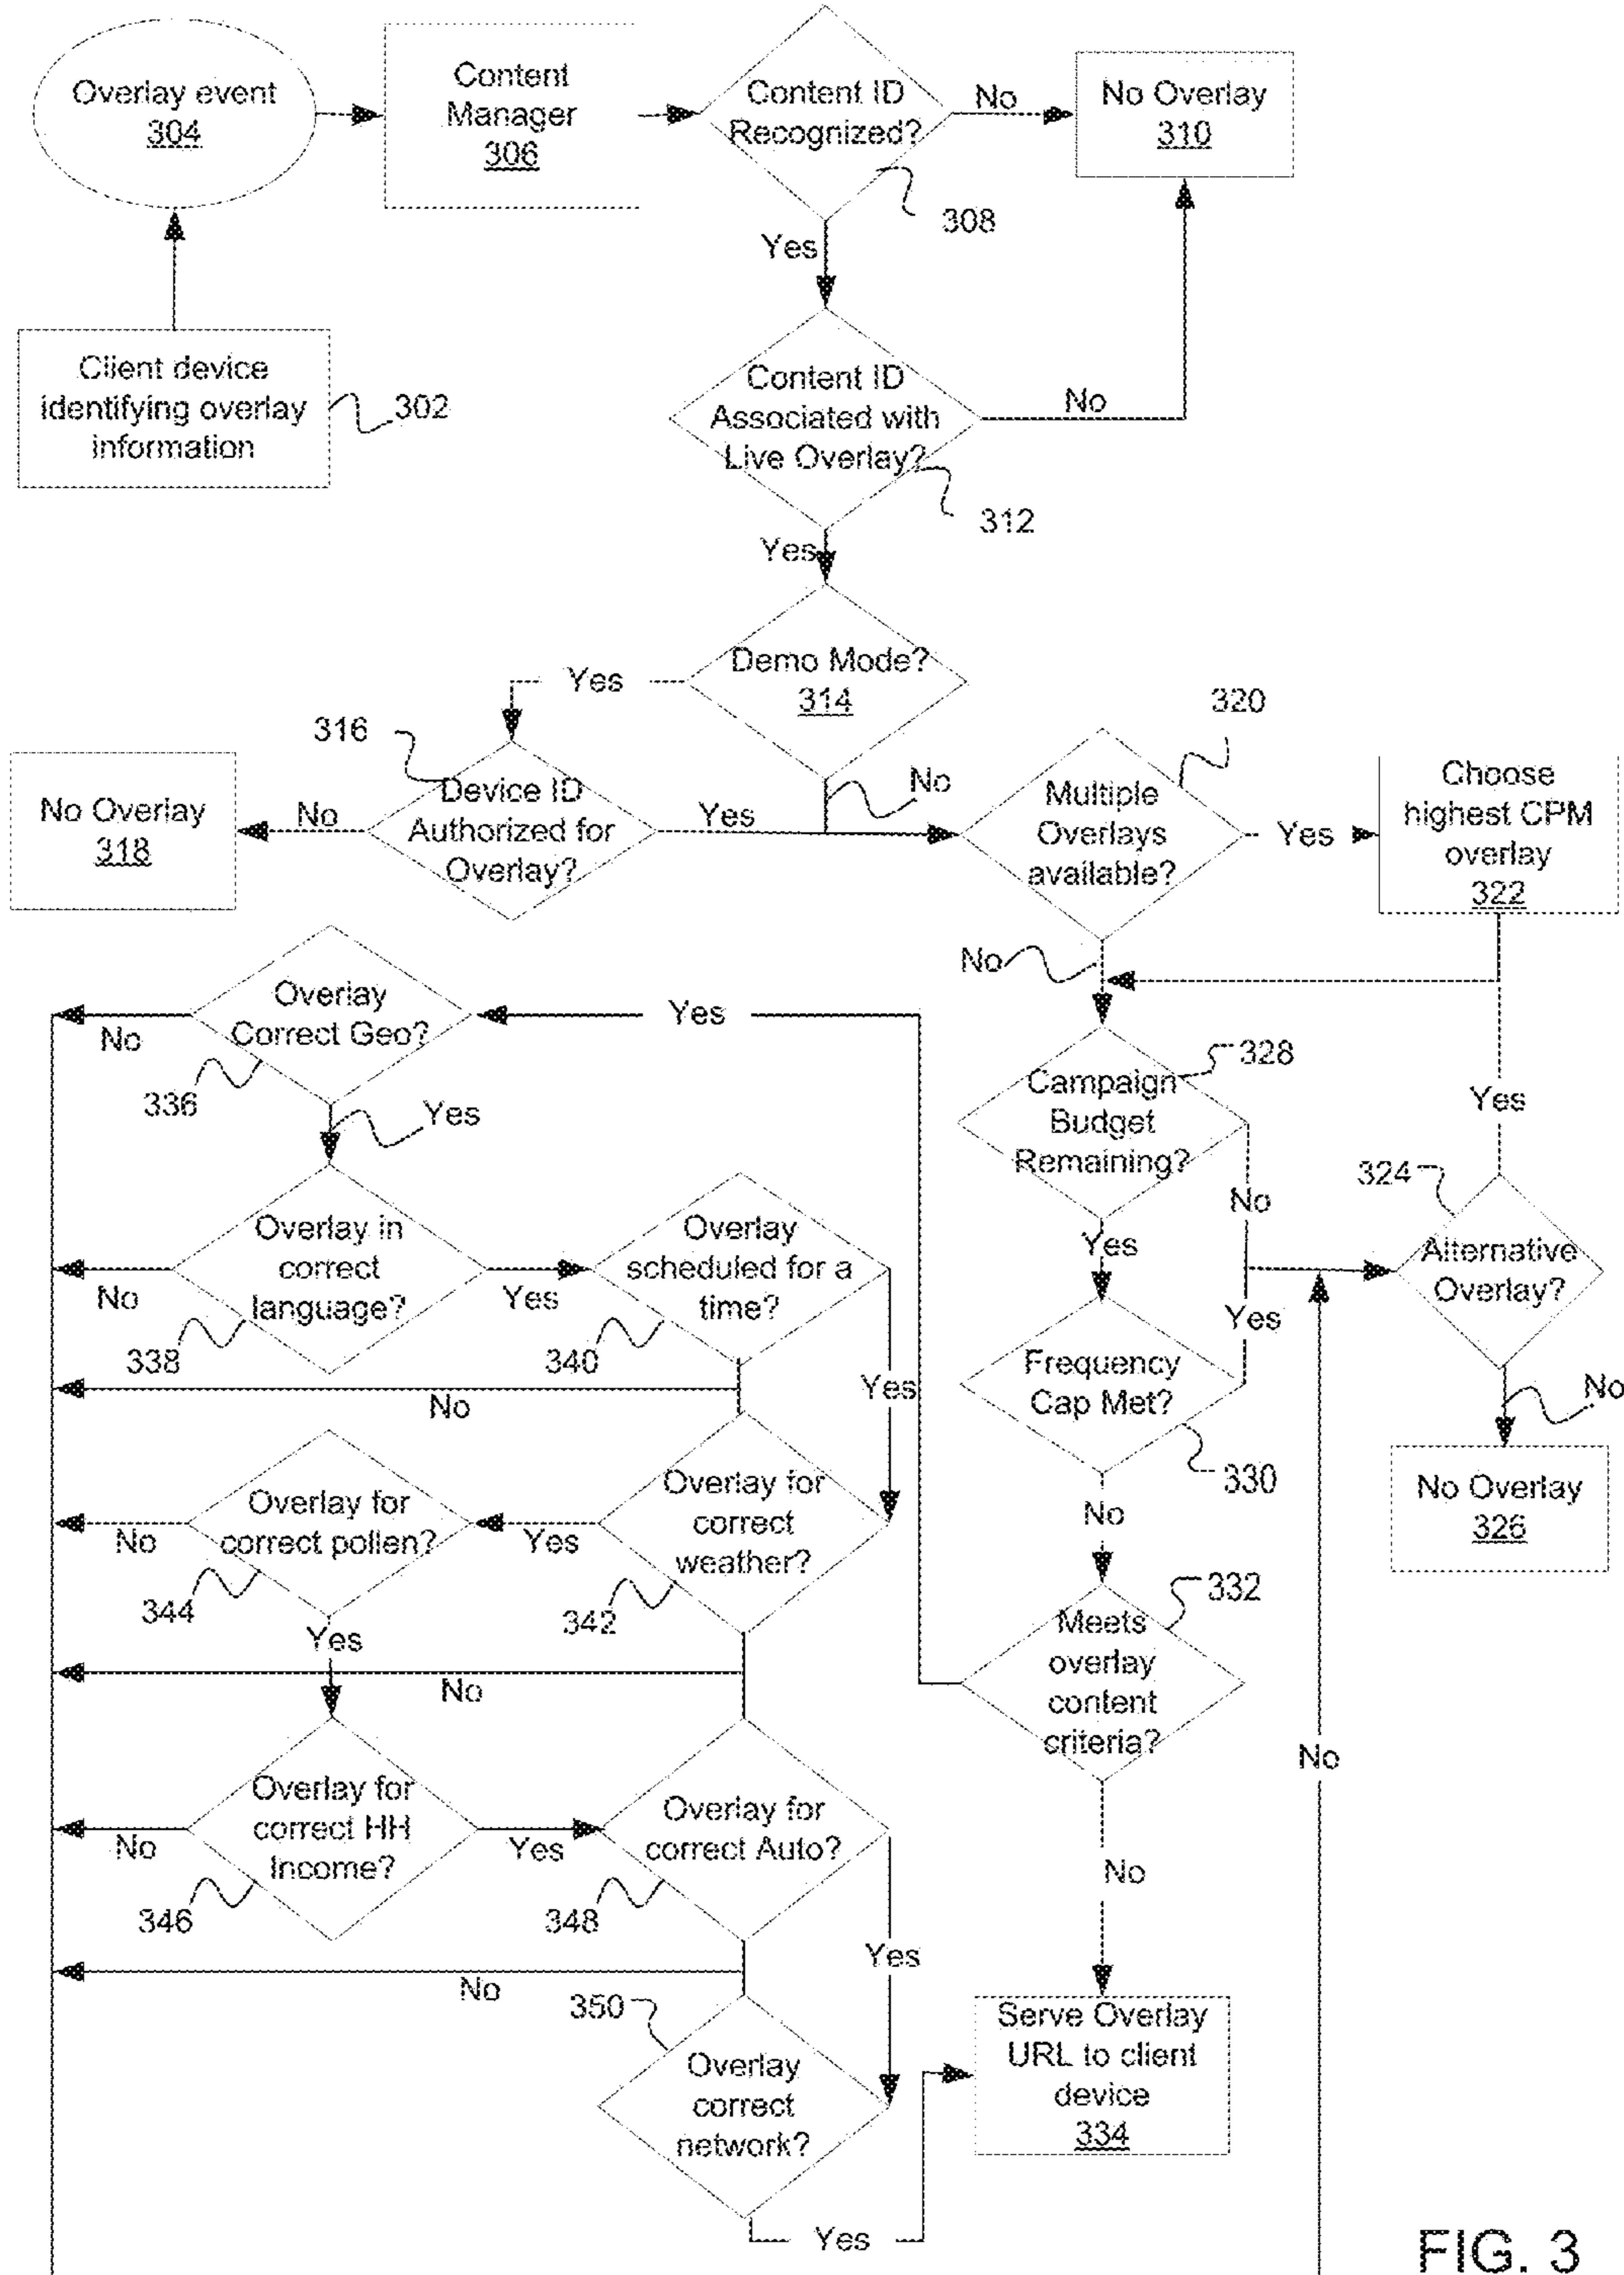 Overlay event
304
Content
Manager
306
Content ID
Recognized?
308
No
No Overlay
310
Yes
Client device
identifying overlay
information
302
Content ID
Associated with
Live Overlay?
312
No
Yes
Demo Mode?
314
Yes
No
316
Device ID
Authorized for
Overlay?
No
No Overlay
318
Yes
320
Multiple
Overlays
available?
Yes
Choose
highest CPM
overlay
322
No
Overlay
Correct Geo?
336
No
Yes
Yes
328
Campaign
Budget
Remaining?
No
Yes
Yes
324
Alternative
Overlay?
No
No Overlay
326
Overlay in
correct
language?
338
No
Yes
Overlay
scheduled for a
time?
340
No
Yes
Frequency
Cap Met?
330
Yes
No
Overlay for
correct pollen?
344
No
Yes
Yes
Overlay for
correct
weather?
342
No
332
Meets
overlay
content
criteria?
No
No
Overlay for
correct HH
Income?
346
No
Yes
Overlay for
correct Auto?
348
No
Yes
350
Overlay
correct
network?
Yes
Serve Overlay
URL to client
device
334
FIG. 3